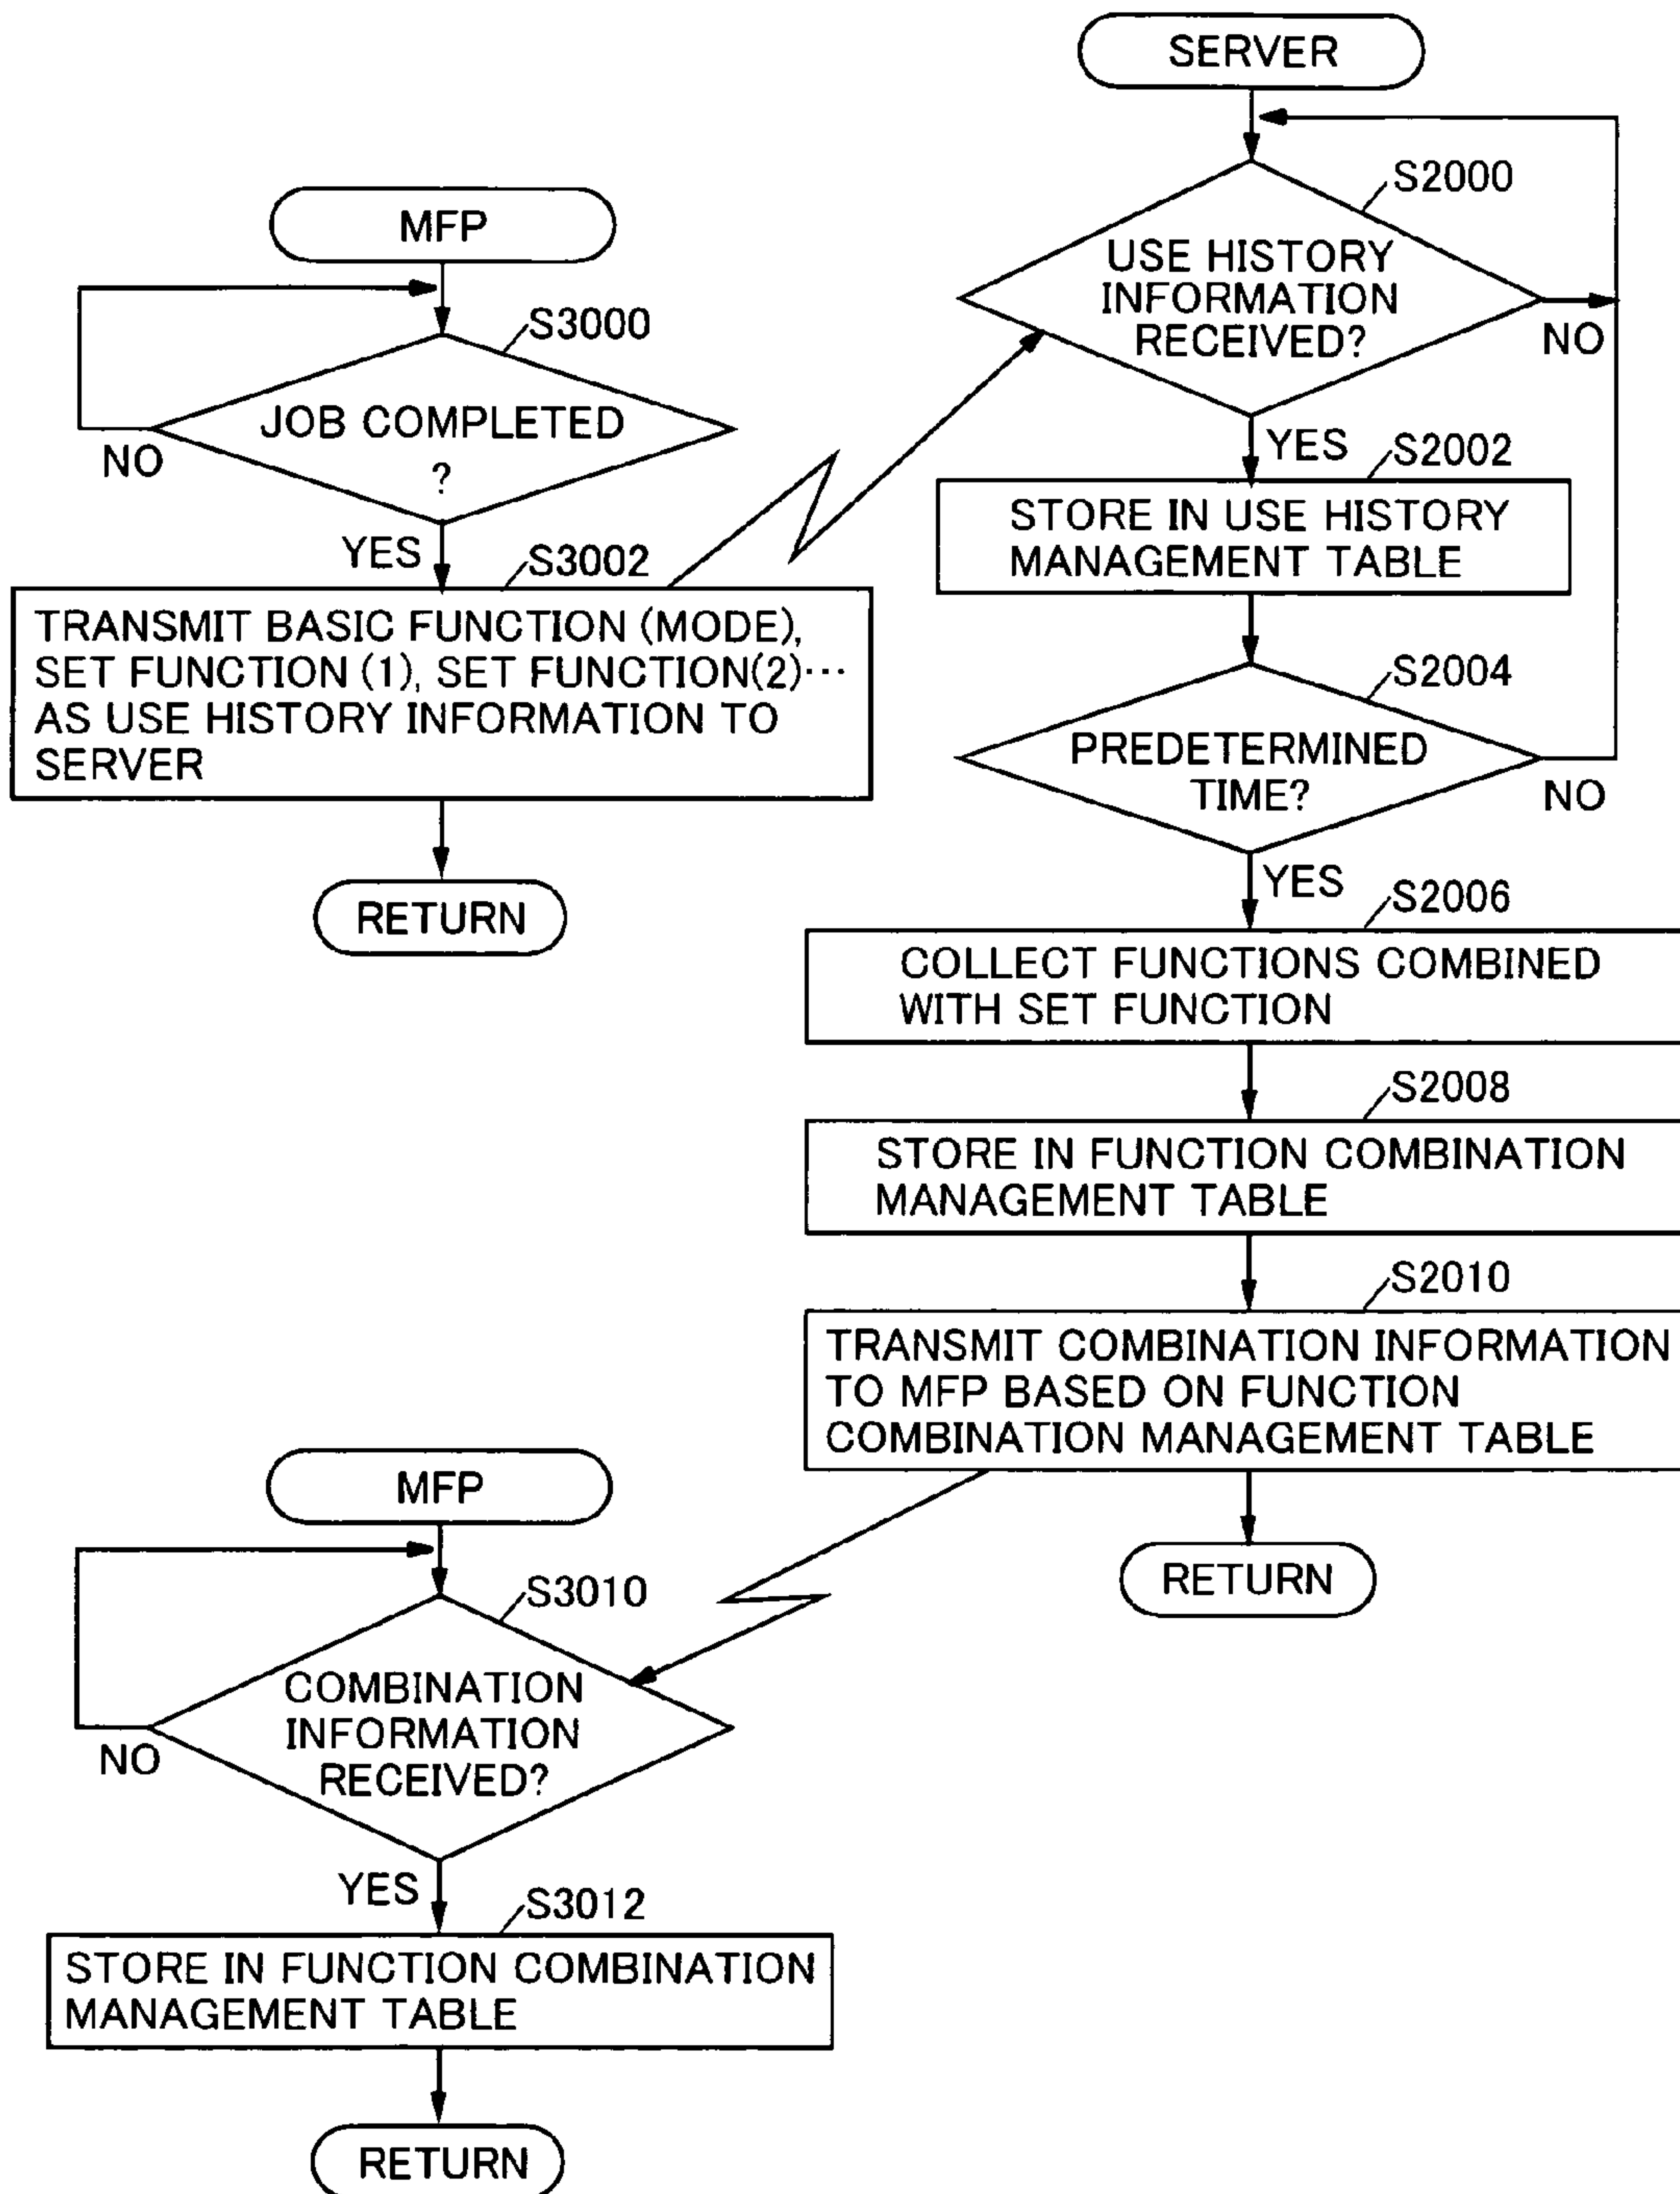 SERVER
S2000
USE HISTORY
INFORMATION
RECEIVED?
NO
YES
S2002
STORE IN USE HISTORY
MANAGEMENT TABLE
S2004
PREDETERMINED
TIME?
NO
YES
S2006
COLLECT FUNCTIONS COMBINED
WITH SET FUNCTION
S2008
STORE IN FUNCTION COMBINATION
MANAGEMENT TABLE
S2010
TRANSMIT COMBINATION INFORMATION
TO MFP BASED ON FUNCTION
COMBINATION MANAGEMENT TABLE
RETURN
MFP
S3000
JOB COMPLETED
?
NO
YES
S3002
TRANSMIT BASIC FUNCTION (MODE),
SET FUNCTION (1), SET FUNCTION(2)···
AS USE HISTORY INFORMATION TO
SERVER
RETURN
MFP
S3010
COMBINATION
INFORMATION
RECEIVED?
NO
YES
S3012
STORE IN FUNCTION COMBINATION
MANAGEMENT TABLE
RETURN